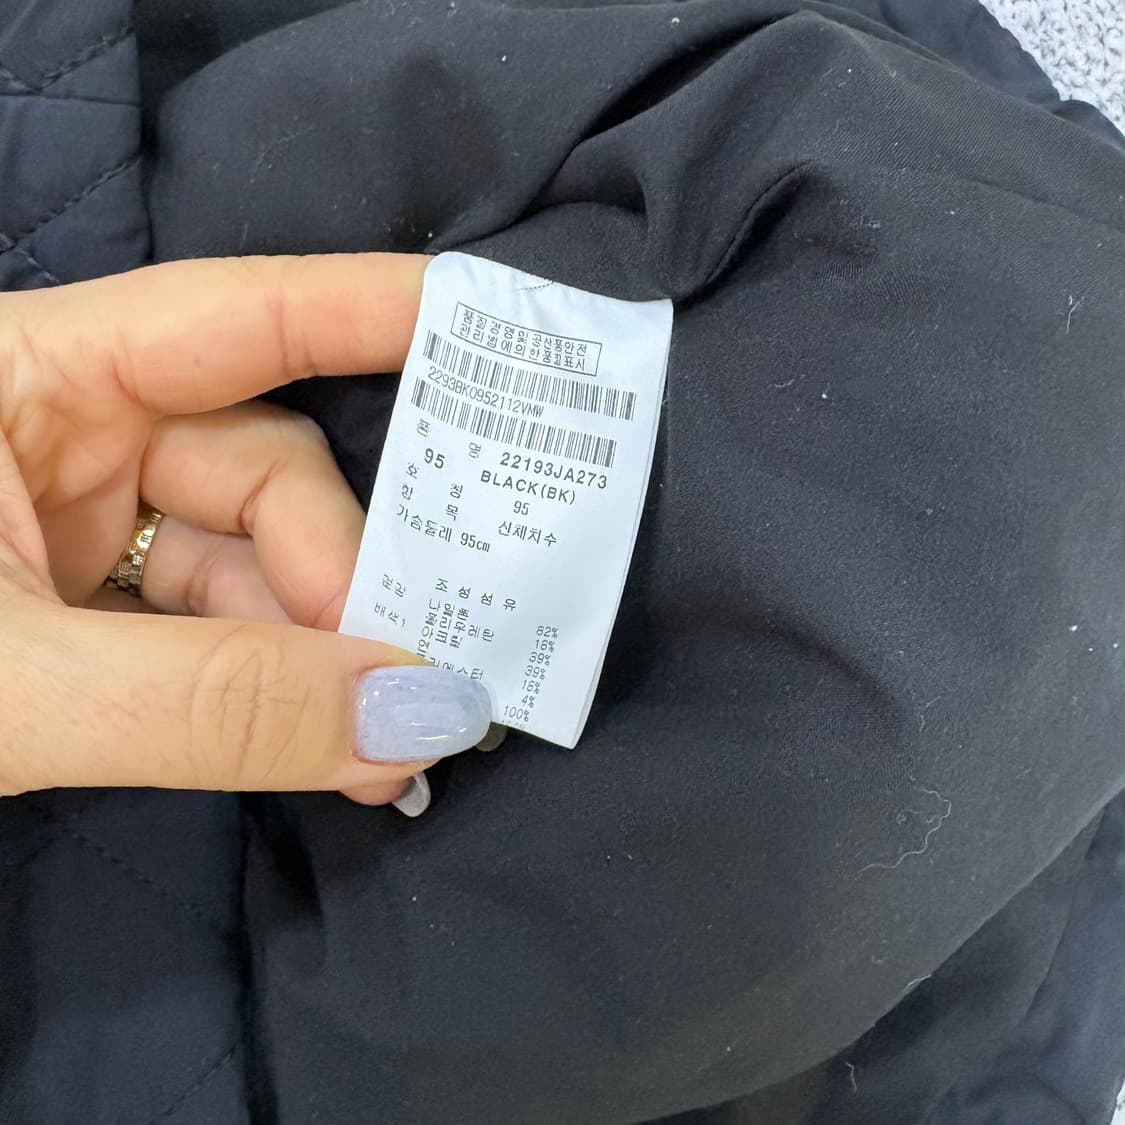 품질경영및 공산품안전
관리법에의한품질표시
2293BK0952112VMW
품 명 22193JA273
95 BLACK(BK)
호 칭 95
항 목 신체치수
가슴둘레 95cm
겉감 조성섬유
나일론 82%
폴리우레탄 18%
배색1 아크릴 39%
39%
16%
4%
100%